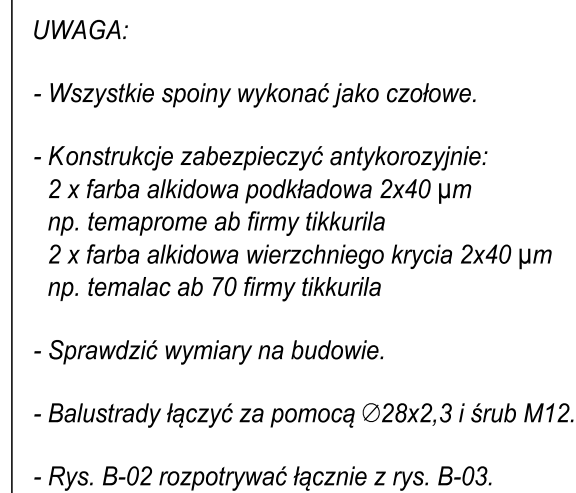 UWAGA:
- Wszystkie spoiny wykonać jako czołowe.
- Konstrukcje zabezpieczyć antykorozyjnie:
2 x farba alkidowa podkładowa 2x40 µm
np. temaprome ab firmy tikkurila
2 x farba alkidowa wierzchniego krycia 2x40 µm
np. temalac ab 70 firmy tikkurila
- Sprawdzić wymiary na budowie.
- Balustrady łączyć za pomocą ∅28x2,3 i śrub M12.
- Rys. B-02 rozpotrywać łącznie z rys. B-03.